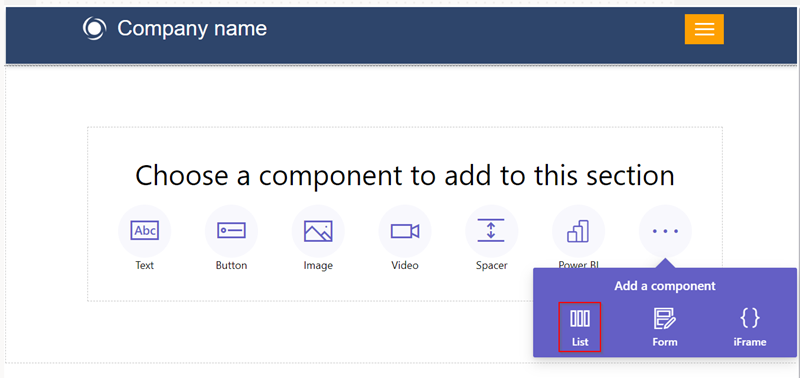 Company name
Choose a component to add to this section
Abc
Text Button Image Video Spacer Power BI
Add a component
List Form iFrame